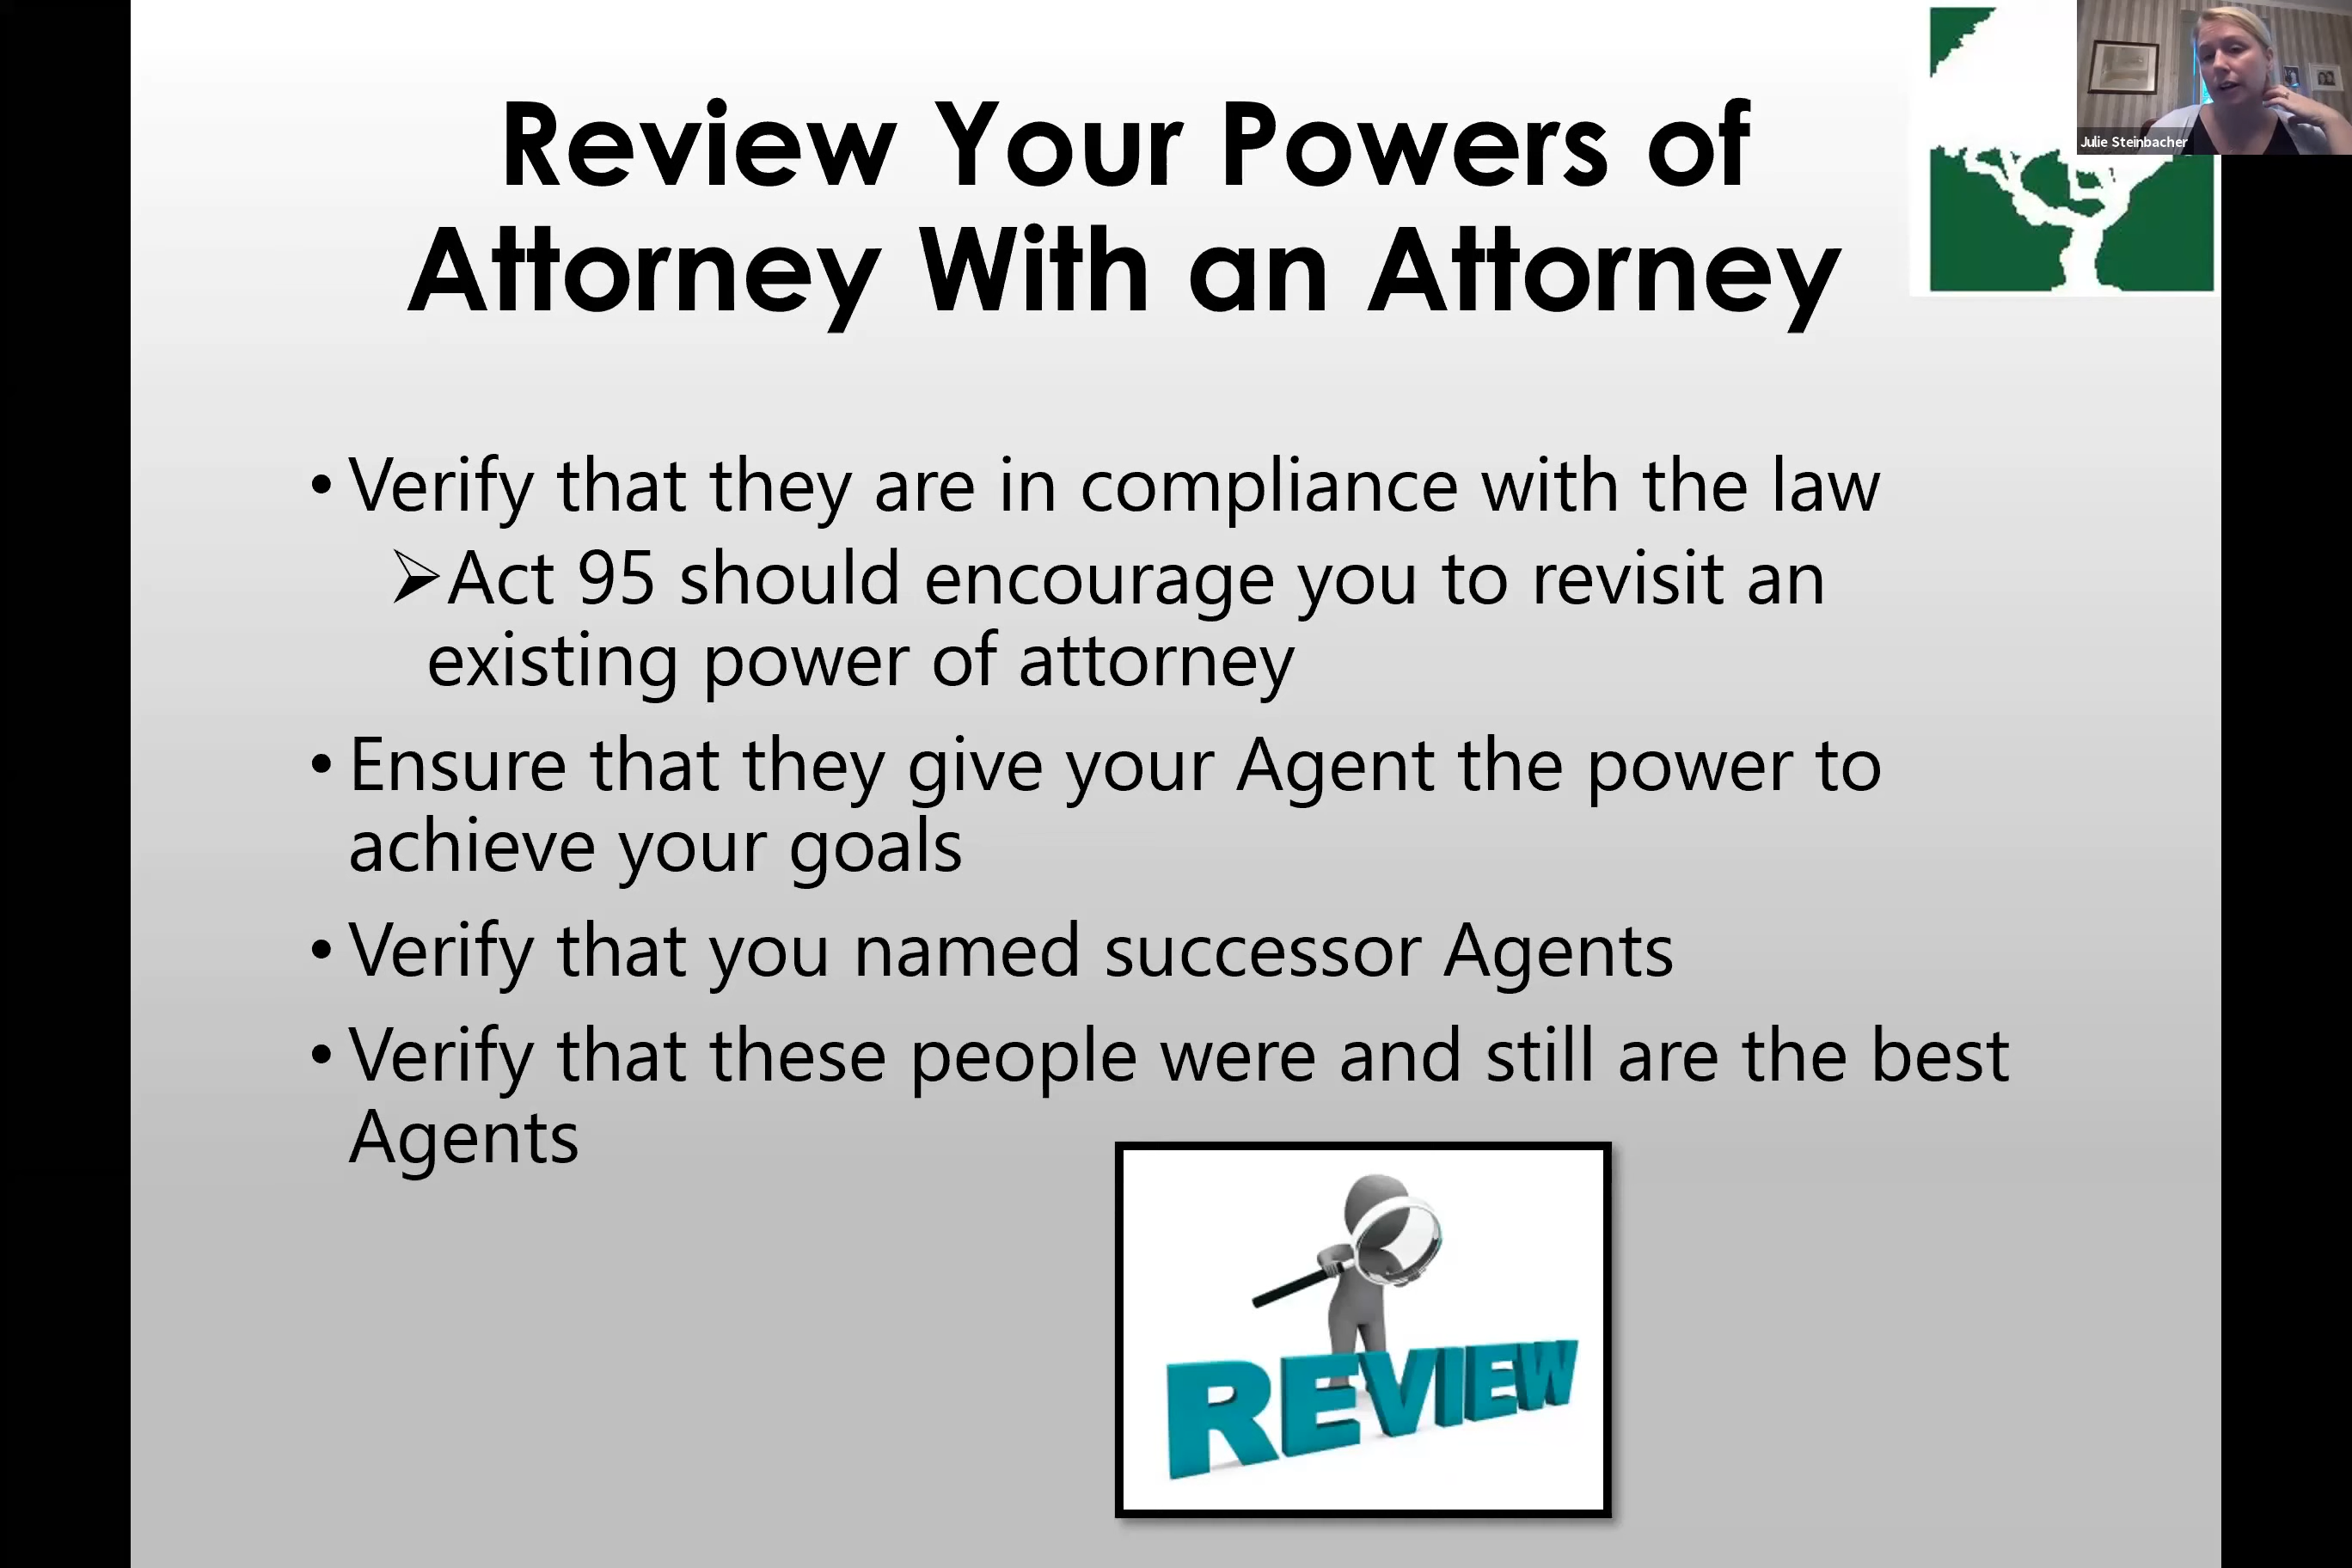 Review Your Powers of
Attorney With an Attorney
Julie Steinbacher
• Verify that they are in compliance with the law
➢Act 95 should encourage you to revisit an
existing power of attorney
• Ensure that they give your Agent the power to
achieve your goals
• Verify that you named successor Agents
• Verify that these people were and still are the best
Agents
REVIEW